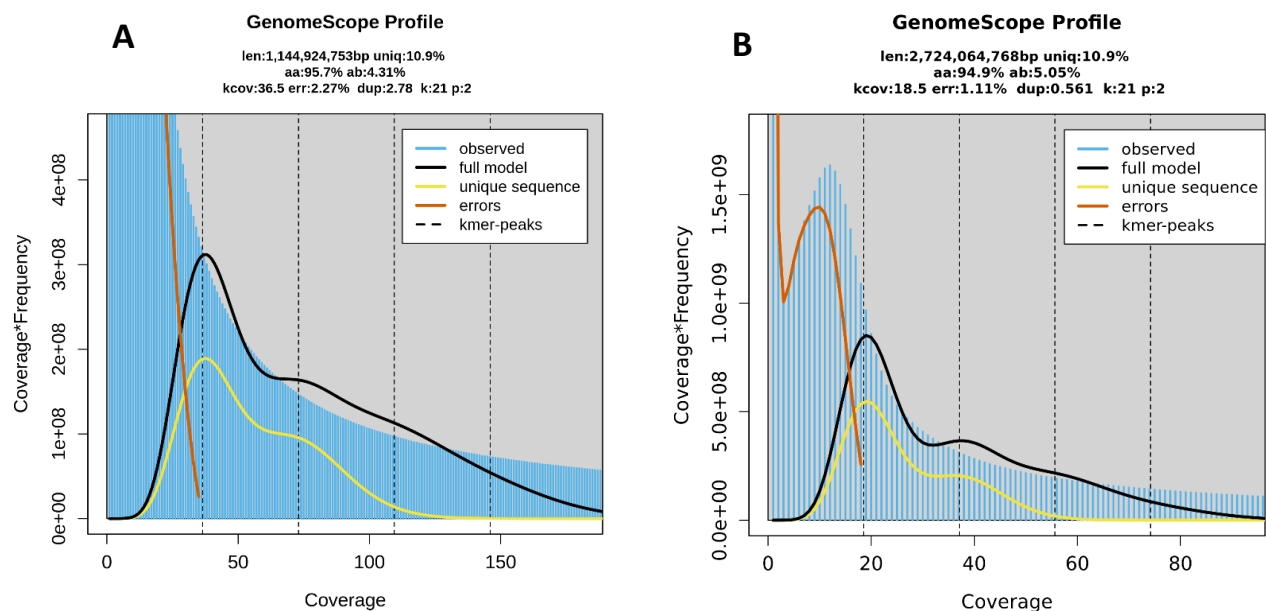 A
GenomeScope Profile
len:1,144,924,753bp uniq:10.9%
aa:95.7% ab:4.31%
kcov:36.5 err:2.27% dup:2.78 k:21 p:2
observed
full model
unique sequence
errors
kmer-peaks
Coverage*Frequency
0e+00
1e+08
2e+08
3e+08
4e+08
0
50
100
150
Coverage
B
GenomeScope Profile
len:2,724,064,768bp uniq:10.9%
aa:94.9% ab:5.05%
kcov:18.5 err:1.11% dup:0.561 k:21 p:2
observed
full model
unique sequence
errors
kmer-peaks
Coverage*Frequency
0.0e+00
5.0e+08
1.0e+09
1.5e+09
0
20
40
60
80
Coverage